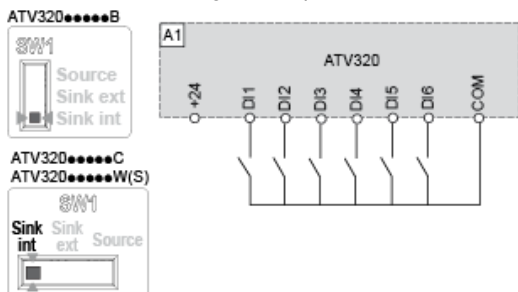 ATV320●●●●●B
SW1
Source
Sink ext
Sink int
ATV320●●●●●C
ATV320●●●●●W(S)
SW1
Sink int
Sink ext
Source
A1
ATV320
+24
DI1
DI2
DI3
DI4
DI5
DI6
COM